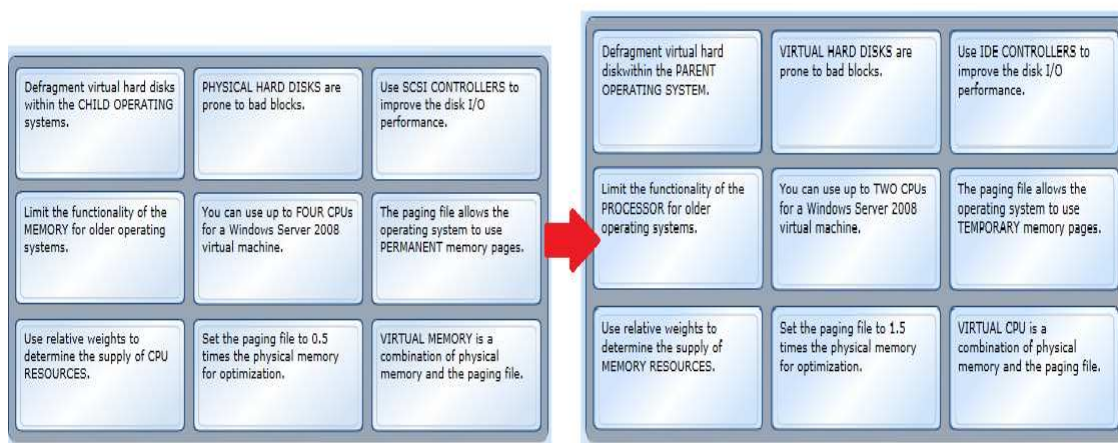 Defragment virtual hard disks
within the CHILD OPERATING
systems.
PHYSICAL HARD DISKS are
prone to bad blocks.
Use SCSI CONTROLLERS to
improve the disk I/O
performance.
Limit the functionality of the
MEMORY for older operating
systems.
You can use up to FOUR CPUs
for a Windows Server 2008
virtual machine.
The paging file allows the
operating system to use
PERMANENT memory pages.
Use relative weights to
determine the supply of CPU
RESOURCES.
Set the paging file to 0.5
times the physical memory
for optimization.
VIRTUAL MEMORY is a
combination of physical
memory and the paging file.
Defragment virtual hard
diskwithin the PARENT
OPERATING SYSTEM.
VIRTUAL HARD DISKS are
prone to bad blocks.
Use IDE CONTROLLERS to
improve the disk I/O
performance.
Limit the functionality of the
PROCESSOR for older
operating systems.
You can use up to TWO CPUs
for a Windows Server 2008
virtual machine.
The paging file allows the
operating system to use
TEMPORARY memory pages.
Use relative weights to
determine the supply of
MEMORY RESOURCES.
Set the paging file to 1.5
times the physical memory
for optimization.
VIRTUAL CPU is a
combination of physical
memory and the paging file.